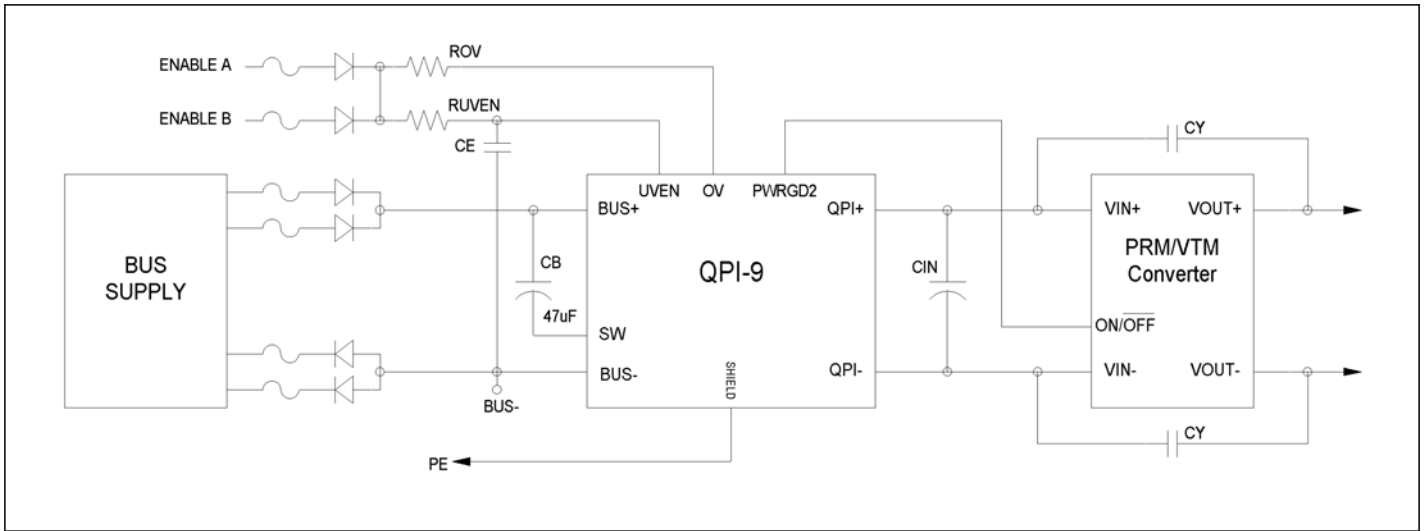 ENABLE A
ROV
ENABLE B
RUVEN
CE
CY
UVEN
OV
PWRGD2
BUS+
QPI+
VIN+
VOUT+
BUS
SUPPLY
CB
QPI-9
CIN
PRM/VTM
Converter
47uF
SW
ON/OFF
BUS-
SHIELD
QPI-
VIN-
VOUT-
BUS-
CY
PE